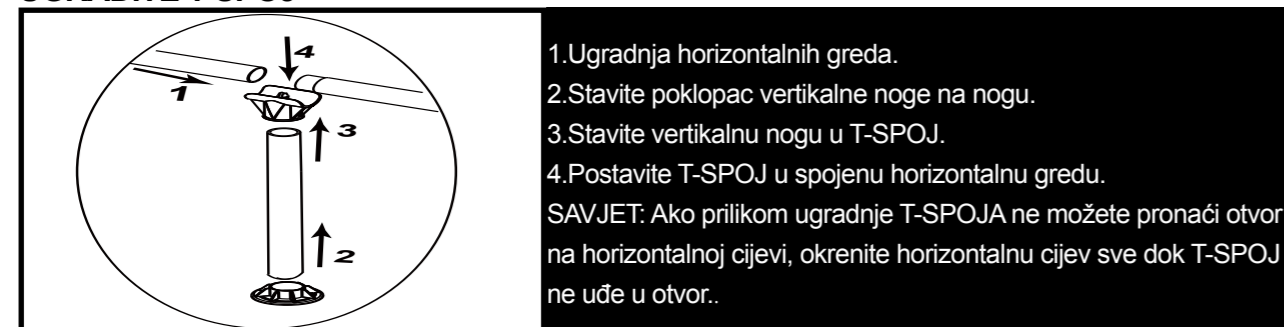 1.Ugradnja horizontalnih greda.
2.Stavite poklopac vertikalne noge na nogu.
3.Stavite vertikalnu nogu u T-SPOJ.
4.Postavite T-SPOJ u spojenu horizontalnu gredu.
SAVJET: Ako prilikom ugradnje T-SPOJA ne možete pronaći otvor
na horizontalnoj cijevi, okrenite horizontalnu cijev sve dok T-SPOJ
ne uđe u otvor..
4
1
3
2